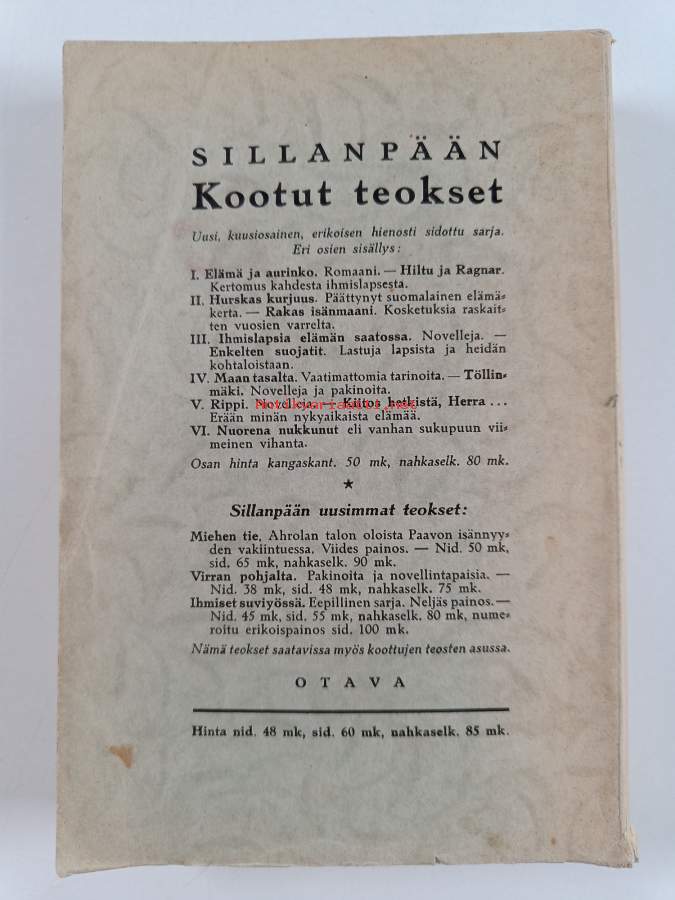 SILLANPÄÄN
Kootut teokset
Uusi, kuusiosainen, erikoisen hienosti sidottu sarja.
Eri osien sisällys:
I. Elämä ja aurinko. Romaani. — Hiltu ja Ragnar.
Kertomus kahdesta ihmislapsesta.
II. Hurskas kurjuus. Päättynyt suomalainen elämä-
kerta. — Rakas isänmaani. Kosketuksia raskait-
ten vuosien varrelta.
III. Ihmislapsia elämän saatossa. Novelleja. —
Enkelten suojatit. Lastuja lapsista ja heidän
kohtaloistaan.
IV. Maan tasalta. Vaatimattomia tarinoita. — Töllin-
mäki. Novelleja ja pakinoita.
V. Rippi. Novelleja. — Kiitos hetkistä, Herra ...
Antikvariaatti.net
Erään minän nykyaikaista elämää.
VI. Nuorena nukkunut eli vanhan sukupuun vii-
meinen vihanta.
Osan hinta kangaskant. 50 mk, nahkaselk. 80 mk.
★
Sillanpään uusimmat teokset:
Miehen tie, Ahrolan talon oloista Paavon isännyy-
den vakiintuessa. Viides painos. — Nid. 50 mk,
sid. 65 mk, nahkaselk. 90 mk.
Virran pohjalta. Pakinoita ja novellintapaisia. —
Nid. 38 mk, sid. 48 mk, nahkaselk. 75 mk.
Ihmiset suviyössä. Eepillinen sarja. Neljäs painos. —
Nid. 45 mk, sid. 55 mk, nahkaselk. 80 mk, nume-
roitu erikoispainos sid. 100 mk.
Nämä teokset saatavissa myös koottujen teosten asussa.
OTAVA
Hinta nid. 48 mk, sid. 60 mk, nahkaselk. 85 mk.